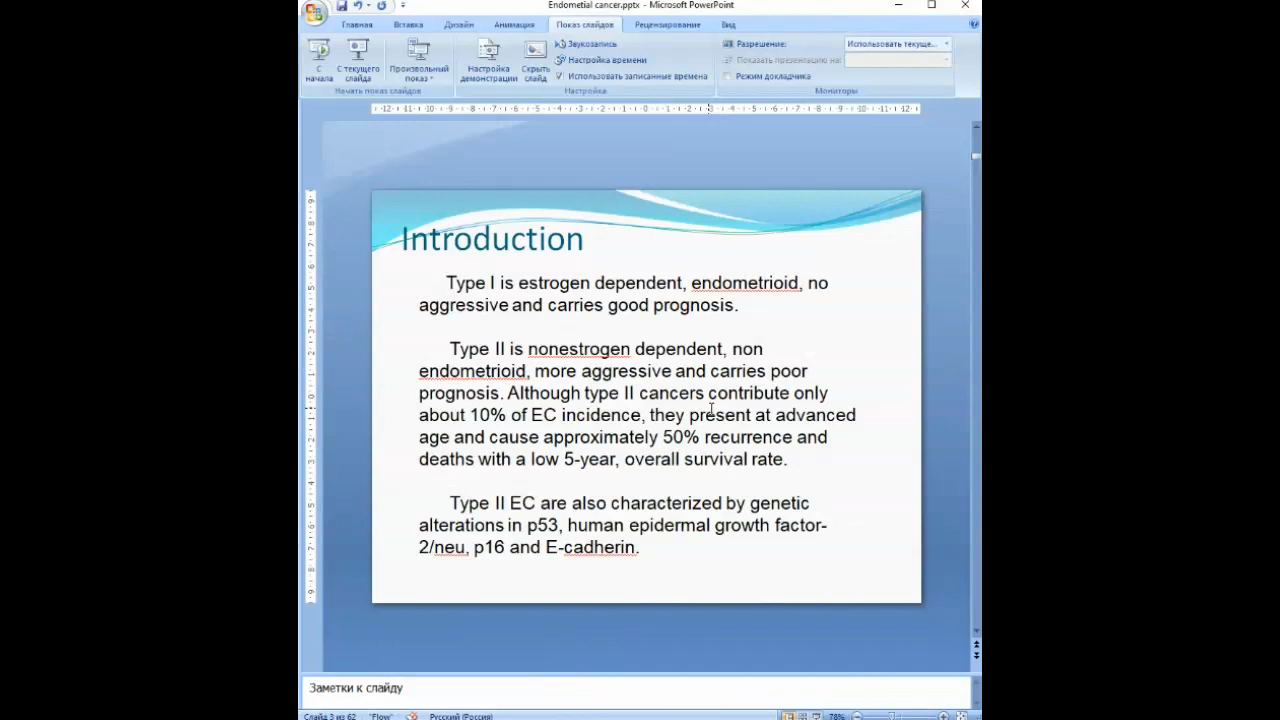 Endometial cancer.pptx - Microsoft PowerPoint
Главная Вставка Дизайн Анимация Показ слайдов Рецензирование Вид
С начала
С текущего слайда
Произвольный показ
Настройка демонстрации
Скрыть слайд
Звукозапись
Настройка времени
Использовать записанные времена
Разрешение: Использовать текуще...
Показать презентацию на:
Режим докладчика
Начать показ слайдов Настройка Мониторы
Introduction
Type I is estrogen dependent, endometrioid, no
aggressive and carries good prognosis.
Type II is nonestrogen dependent, non
endometrioid, more aggressive and carries poor
prognosis. Although type II cancers contribute only
about 10% of EC incidence, they present at advanced
age and cause approximately 50% recurrence and
deaths with a low 5-year, overall survival rate.
Type II EC are also characterized by genetic
alterations in p53, human epidermal growth factor-
2/neu, p16 and E-cadherin.
Заметки к слайду
Слайд 3 из 62 "Flow" Русский (Россия) 78%